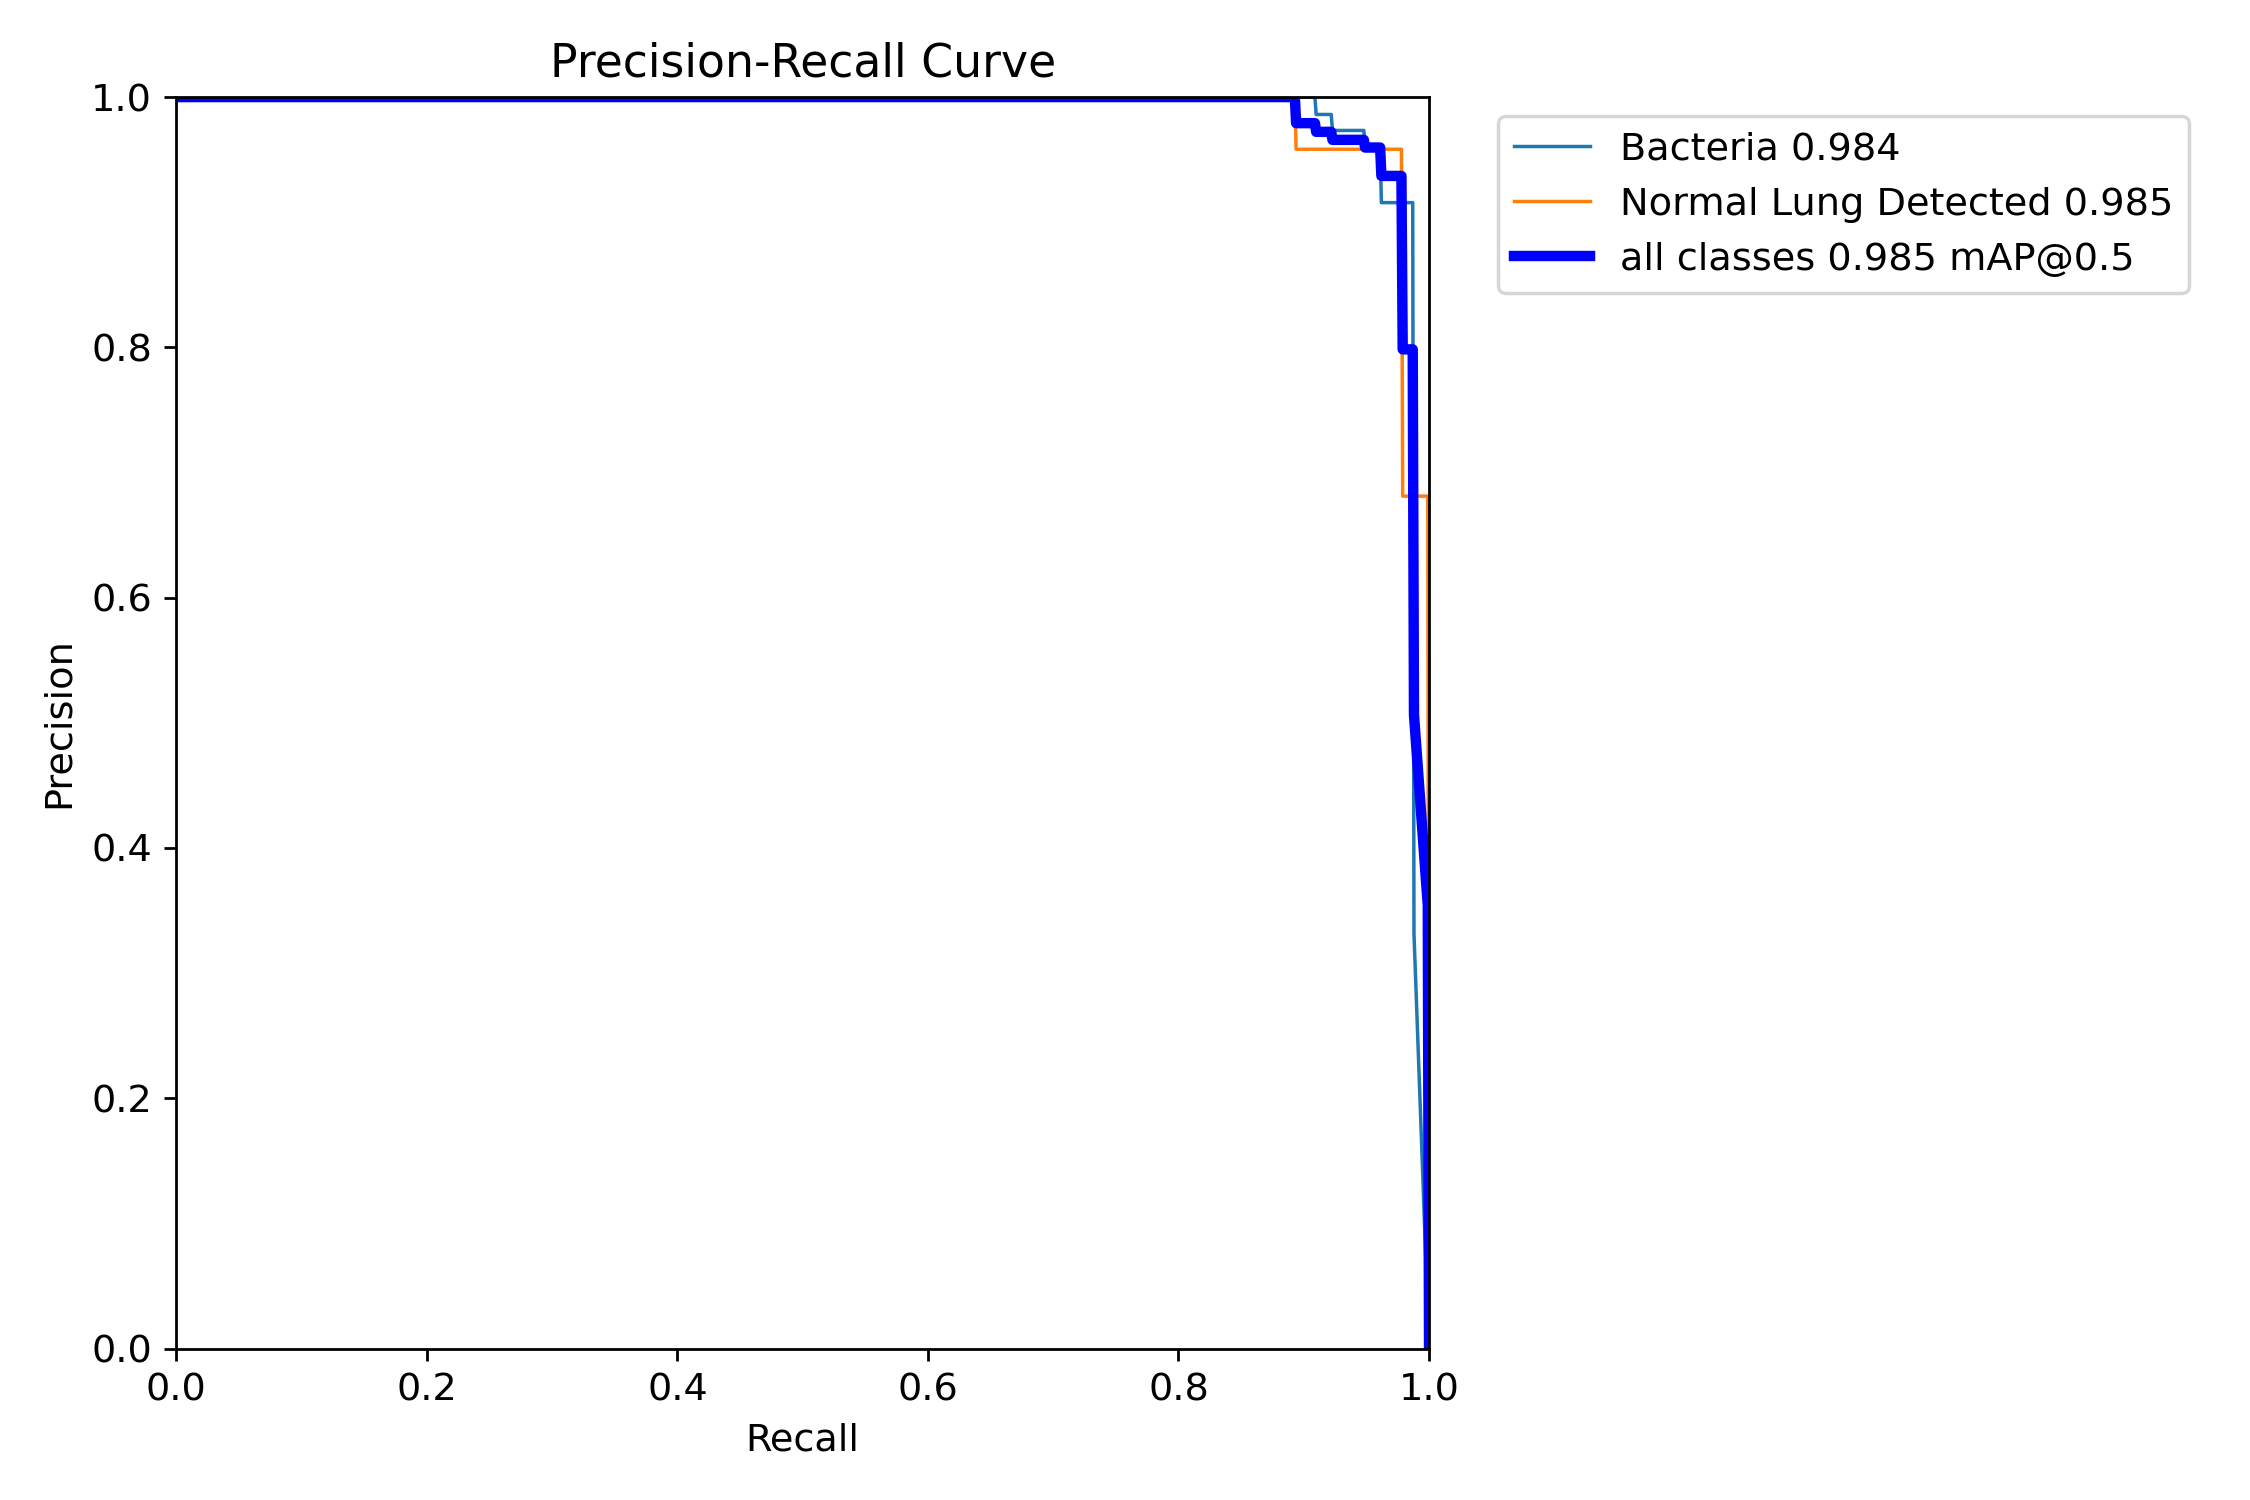 Precision-Recall Curve
1.0
0.8
0.6
0.4
0.2
0.0
Precision
0.0 0.2 0.4 0.6 0.8 1.0
Recall
Bacteria 0.984
Normal Lung Detected 0.985
all classes 0.985 mAP@0.5